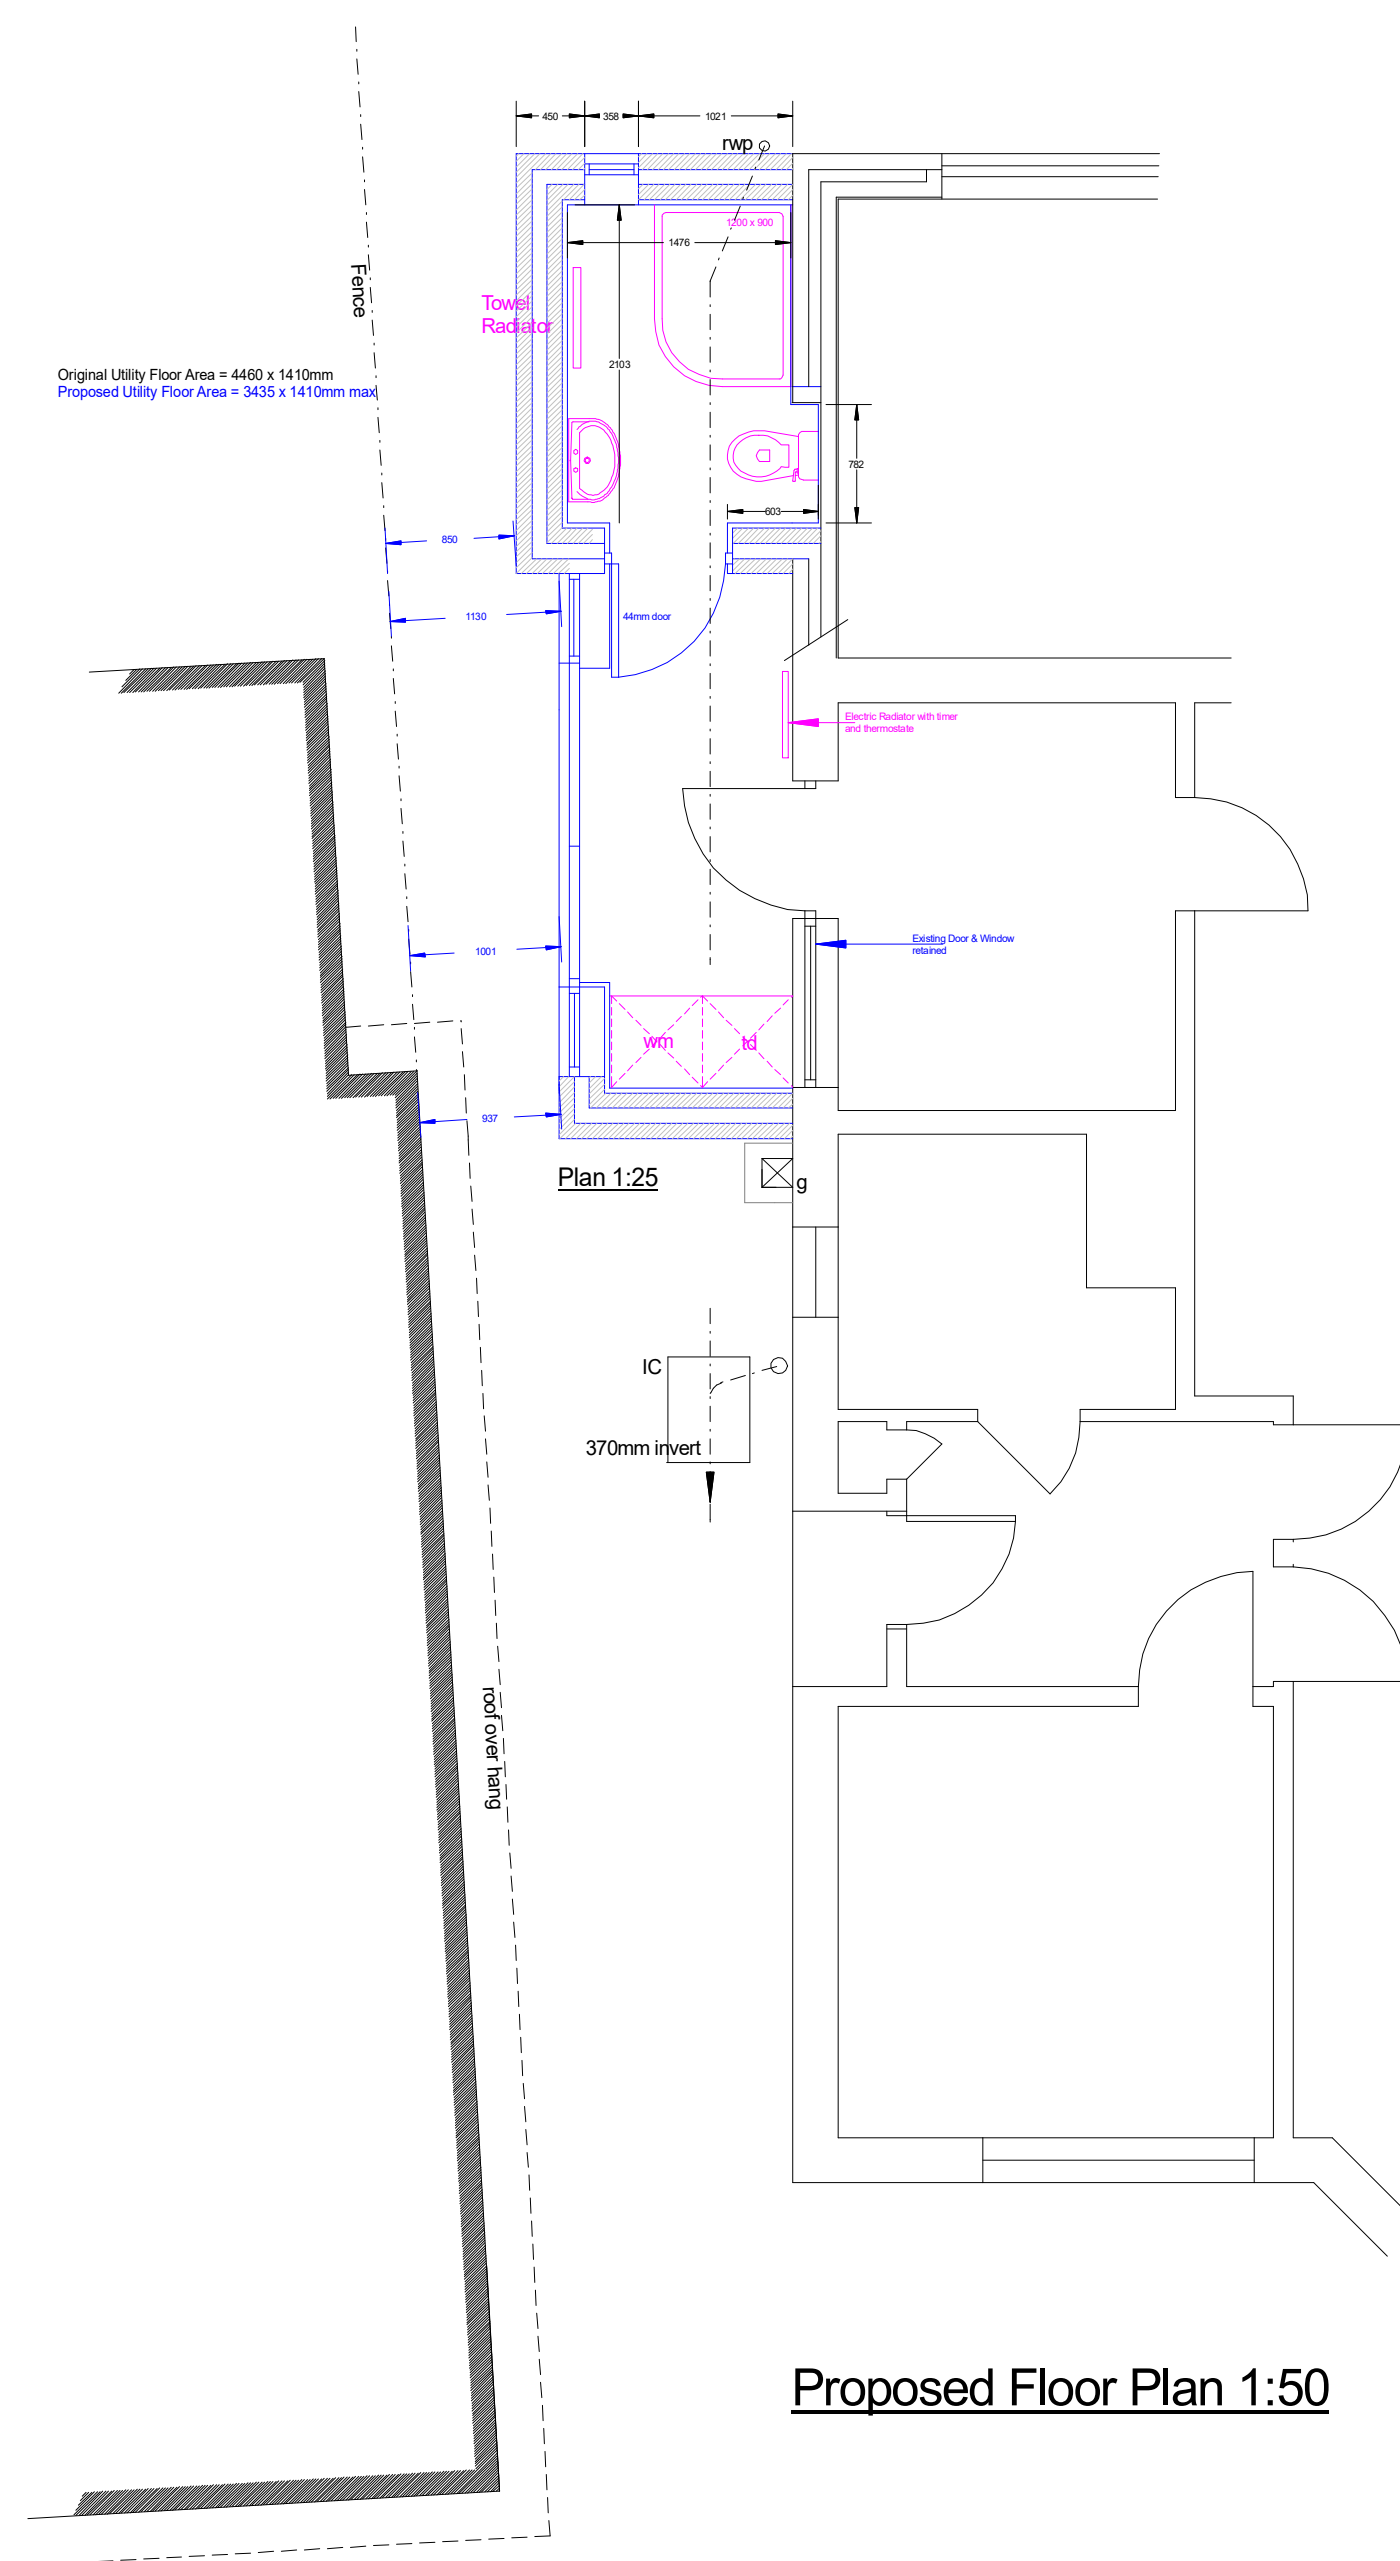 450
358
1021
rwp
1200 x 900
1476
Fence
Towel
Radiator
2103
Original Utility Floor Area = 4460 x 1410mm
Proposed Utility Floor Area = 3435 x 1410mm max
782
603
850
1130
44mm door
Electric Radiator with timer
and thermostate
Existing Door & Window
retained
1001
wm
td
937
Plan 1:25
g
IC
370mm invert
roof over hang
Proposed Floor Plan 1:50